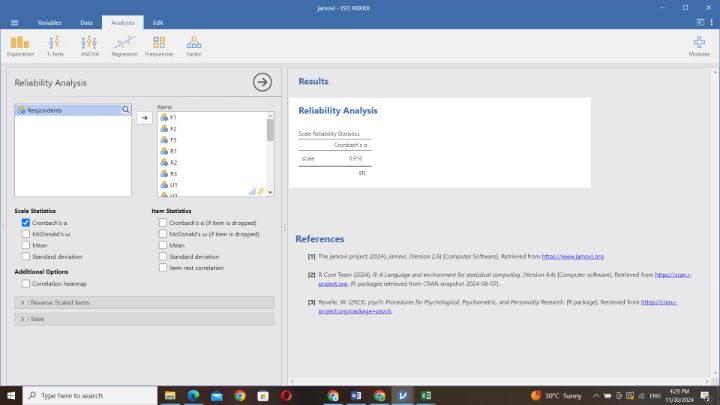 jamovi - ISO XXXXX
Variables Data Analyses Edit
Exploration T-Tests ANOVA Regression Frequencies Factor Modules
Reliability Analysis
Respondents
Items
F1
F2
F3
R1
R2
R3
U1
U2
Scale Statistics
Cronbach's α
McDonald's ω
Mean
Standard deviation
Additional Options
Correlation heatmap
Item Statistics
Cronbach's α (if item is dropped)
McDonald's ω (if item is dropped)
Mean
Standard deviation
Item-rest correlation
Reverse Scaled Items
Save
Results
Reliability Analysis
Scale Reliability Statistics
Cronbach's α
scale 0.916
[3]
References
[1] The jamovi project (2024). jamovi. (Version 2.6) [Computer Software]. Retrieved from https://www.jamovi.org.
[2] R Core Team (2024). R: A Language and environment for statistical computing. (Version 4.4) [Computer software]. Retrieved from https://cran.r-
project.org. (R packages retrieved from CRAN snapshot 2024-08-07).
[3] Revelle, W. (2023). psych: Procedures for Psychological, Psychometric, and Personality Research. [R package]. Retrieved from https://cran.r-
project.org/package=psych.
Type here to search
30°C Sunny
ENG
4:29 PM
11/30/2024